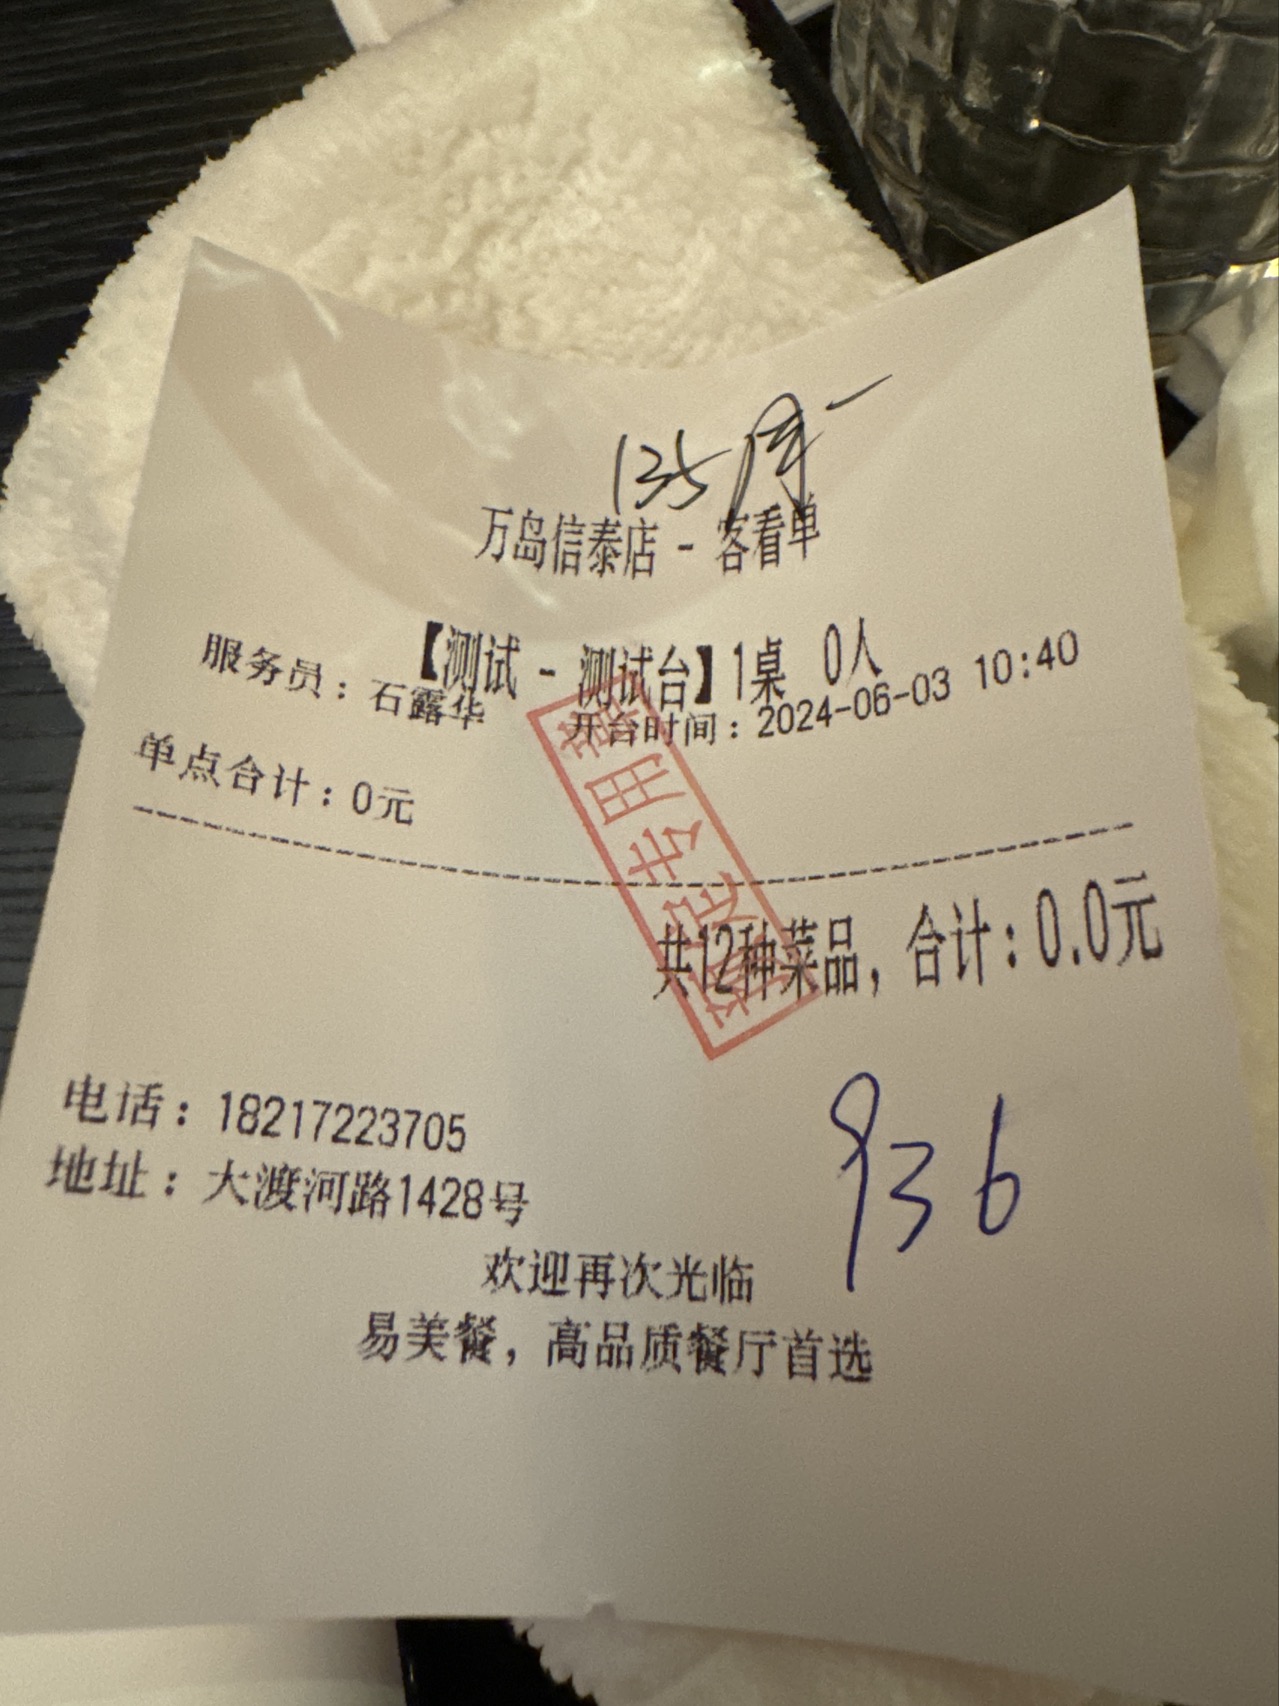 135
万岛信泰店 - 客看单
【测试 - 测试台】1桌 0人
服务员：石露华 开台时间：2024-06-03 10:40
单点合计：0元
共12种菜品，合计：0.0元
936
电话：18217223705
地址：大渡河路1428号
欢迎再次光临
易美餐，高品质餐厅首选